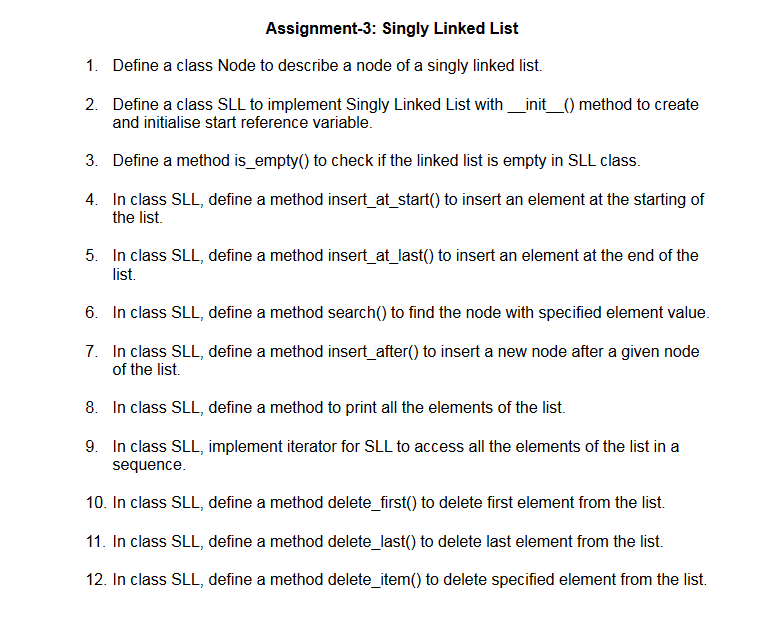 Assignment-3: Singly Linked List
1. Define a class Node to describe a node of a singly linked list.
2. Define a class SLL to implement Singly Linked List with __init__() method to create
and initialise start reference variable.
3. Define a method is_empty() to check if the linked list is empty in SLL class.
4. In class SLL, define a method insert_at_start() to insert an element at the starting of
the list.
5. In class SLL, define a method insert_at_last() to insert an element at the end of the
list.
6. In class SLL, define a method search() to find the node with specified element value.
7. In class SLL, define a method insert_after() to insert a new node after a given node
of the list.
8. In class SLL, define a method to print all the elements of the list.
9. In class SLL, implement iterator for SLL to access all the elements of the list in a
sequence.
10. In class SLL, define a method delete_first() to delete first element from the list.
11. In class SLL, define a method delete_last() to delete last element from the list.
12. In class SLL, define a method delete_item() to delete specified element from the list.